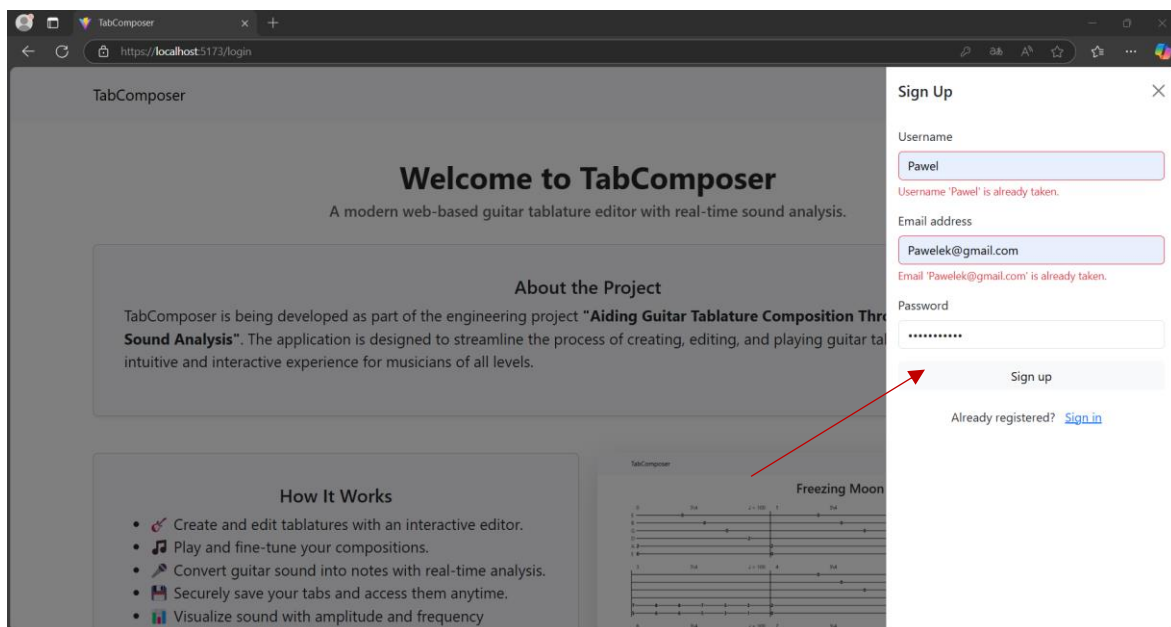 TabComposer
https://localhost:5173/login
TabComposer
Welcome to TabComposer
A modern web-based guitar tablature editor with real-time sound analysis.
About the Project
TabComposer is being developed as part of the engineering project "Aiding Guitar Tablature Composition Thr
Sound Analysis". The application is designed to streamline the process of creating, editing, and playing guitar ta
intuitive and interactive experience for musicians of all levels.
How It Works
• Create and edit tablatures with an interactive editor.
• Play and fine-tune your compositions.
• Convert guitar sound into notes with real-time analysis.
• Securely save your tabs and access them anytime.
• Visualize sound with amplitude and frequency
TabComposer
Freezing Moon
Sign Up
Username
Pawel
Username 'Pawel' is already taken.
Email address
Pawelek@gmail.com
Email 'Pawelek@gmail.com' is already taken.
Password
•••••••••••
Sign up
Already registered? Sign in